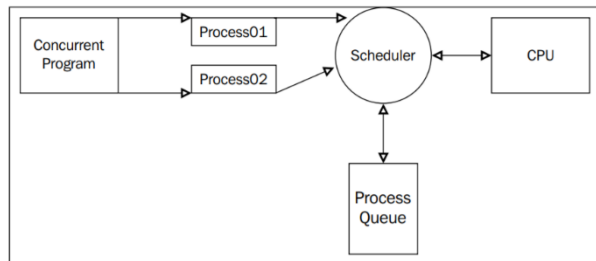 Concurrent
Program
Process01
Process02
Scheduler
CPU
Process
Queue